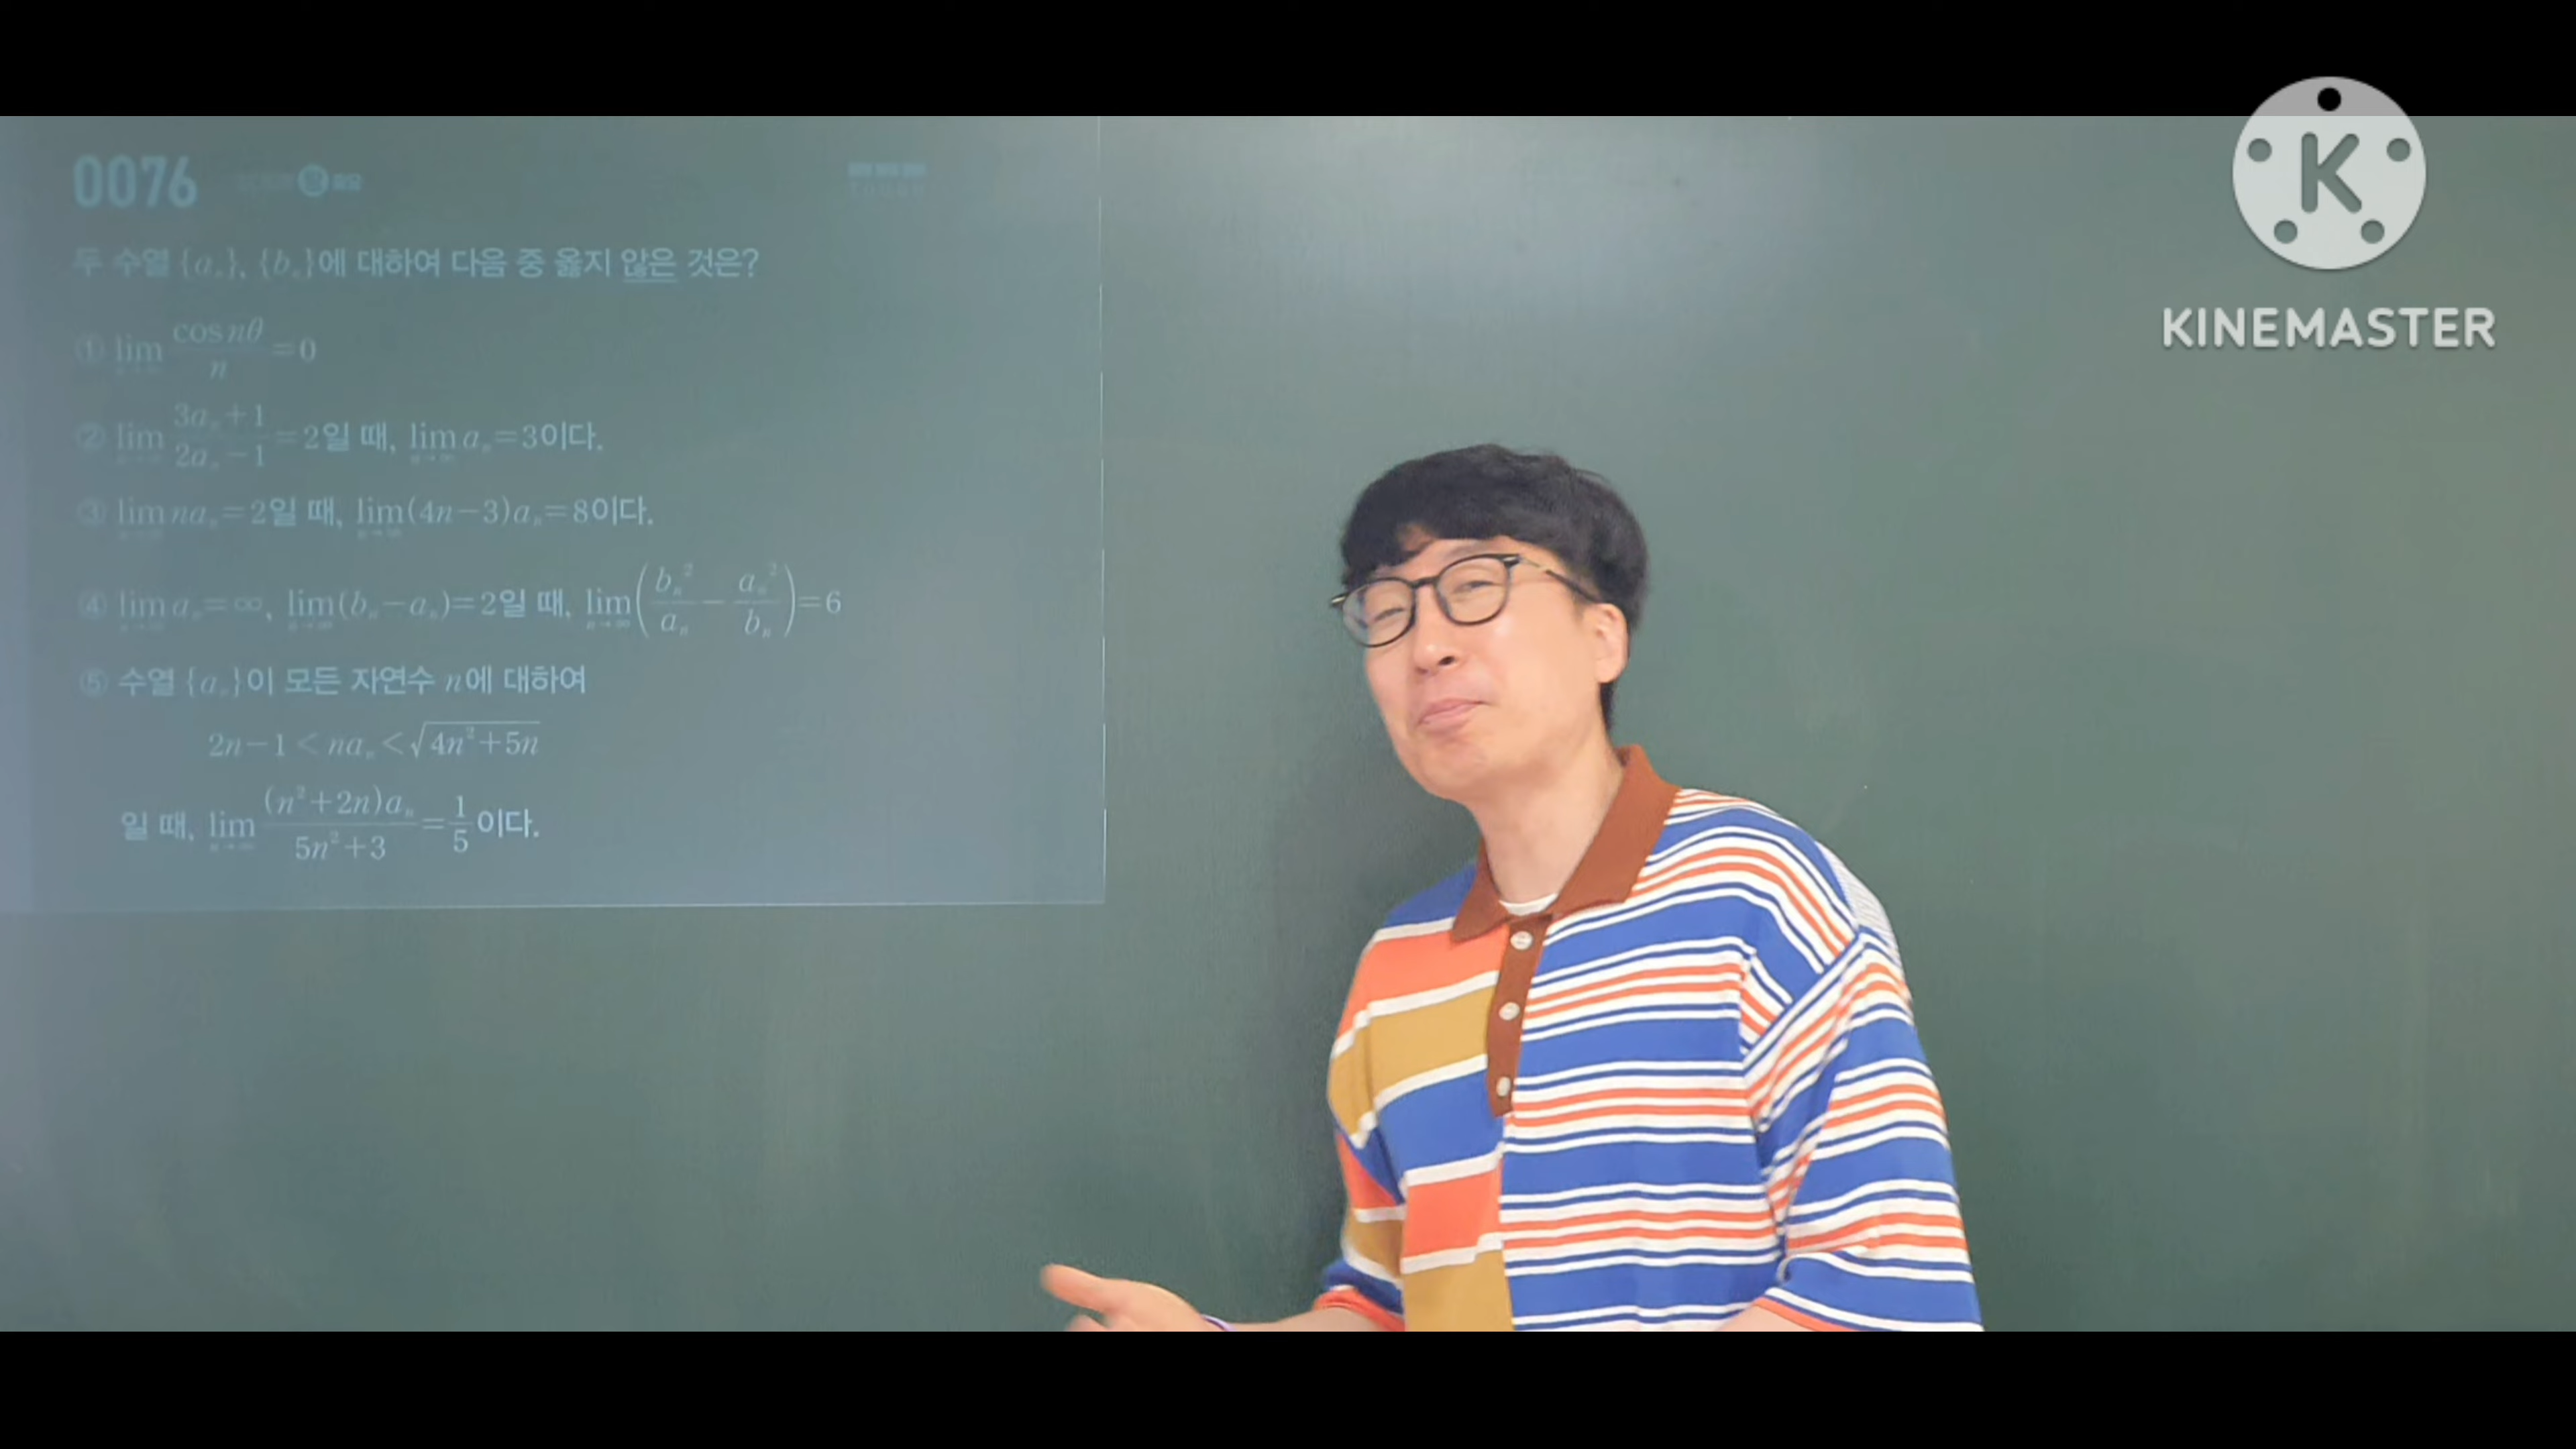 0076
중요
두 수열 {aₙ}, {bₙ}에 대하여 다음 중 옳지 않은 것은?
① lim cos nθ / n = 0
② lim (3aₙ+1)/(2aₙ−1) = 2일 때, lim aₙ = 3이다.
③ lim naₙ = 2일 때, lim (4n−3)aₙ = 8이다.
④ lim aₙ = ∞, lim (bₙ−aₙ) = 2일 때, lim (bₙ²/aₙ − aₙ²/bₙ) = 6
⑤ 수열 {aₙ}이 모든 자연수 n에 대하여
2n−1 < naₙ < √(4n²+5n)
일 때, lim (n²+2n)aₙ / (5n²+3) = 1/5 이다.
K
KINEMASTER